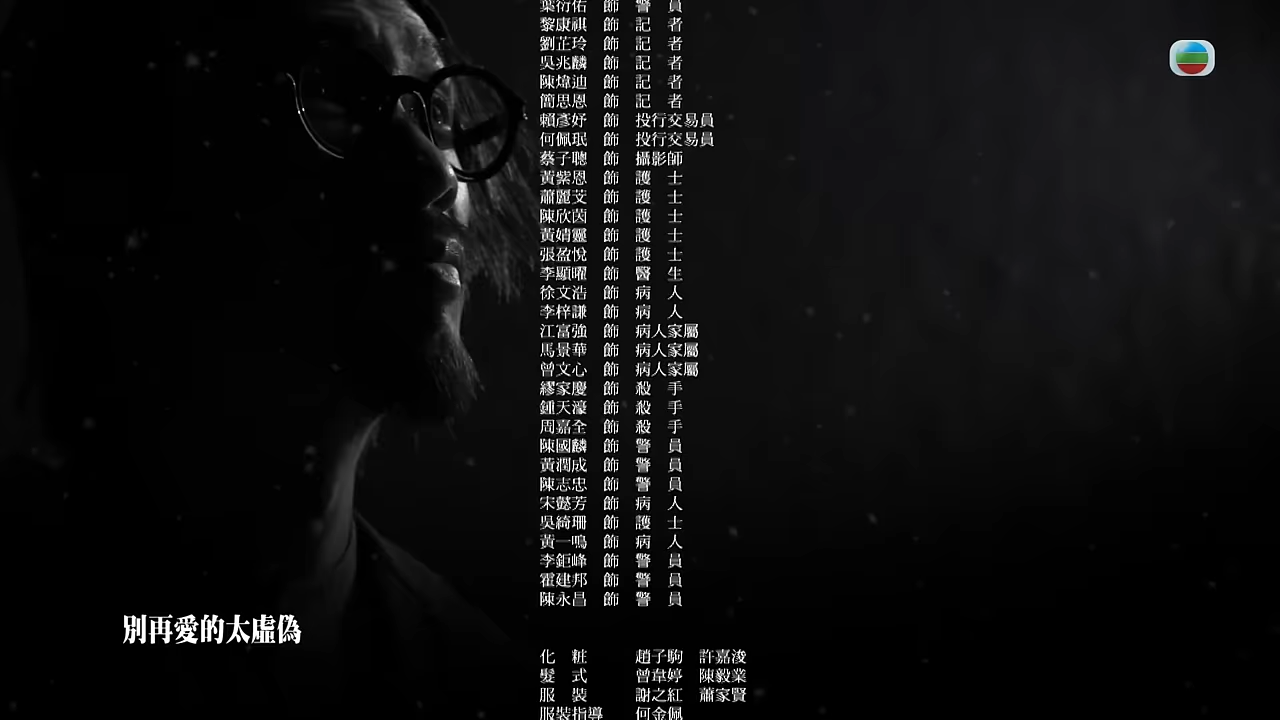 葉衍佑 飾 警員
黎康祺 飾 記者
劉芷玲 飾 記者
吳兆麟 飾 記者
陳煒迪 飾 記者
簡思恩 飾 記者
賴彥妤 飾 投行交易員
何佩珉 飾 投行交易員
蔡子聰 飾 攝影師
黃紫恩 飾 護士
蕭麗艾 飾 護士
陳欣茵 飾 護士
黃婧靈 飾 護士
張盈悅 飾 護士
李顯曜 飾 醫生
徐文浩 飾 病人
李梓謙 飾 病人
江富強 飾 病人家屬
馬景華 飾 病人家屬
曾文心 飾 病人家屬
繆家慶 飾 殺手
鍾天濠 飾 殺手
周嘉全 飾 殺手
陳國麟 飾 警員
黃潤成 飾 警員
陳志忠 飾 警員
宋懿芳 飾 病人
吳綺珊 飾 護士
黃一鳴 飾 病人
李鉅峰 飾 警員
霍建邦 飾 警員
陳永昌 飾 警員
別再愛的太虛偽
化粧 趙子駒 許嘉浚
髮式 曾韋婷 陳毅業
服裝 謝之紅 蕭家賢
服裝指導 何金佩